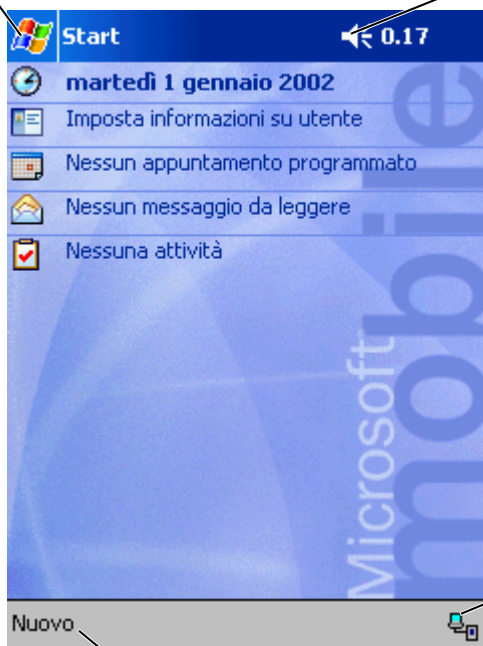 Start 0.17
martedì 1 gennaio 2002
Imposta informazioni su utente
Nessun appuntamento programmato
Nessun messaggio da leggere
Nessuna attività
Microsoft
mobile
Nuovo